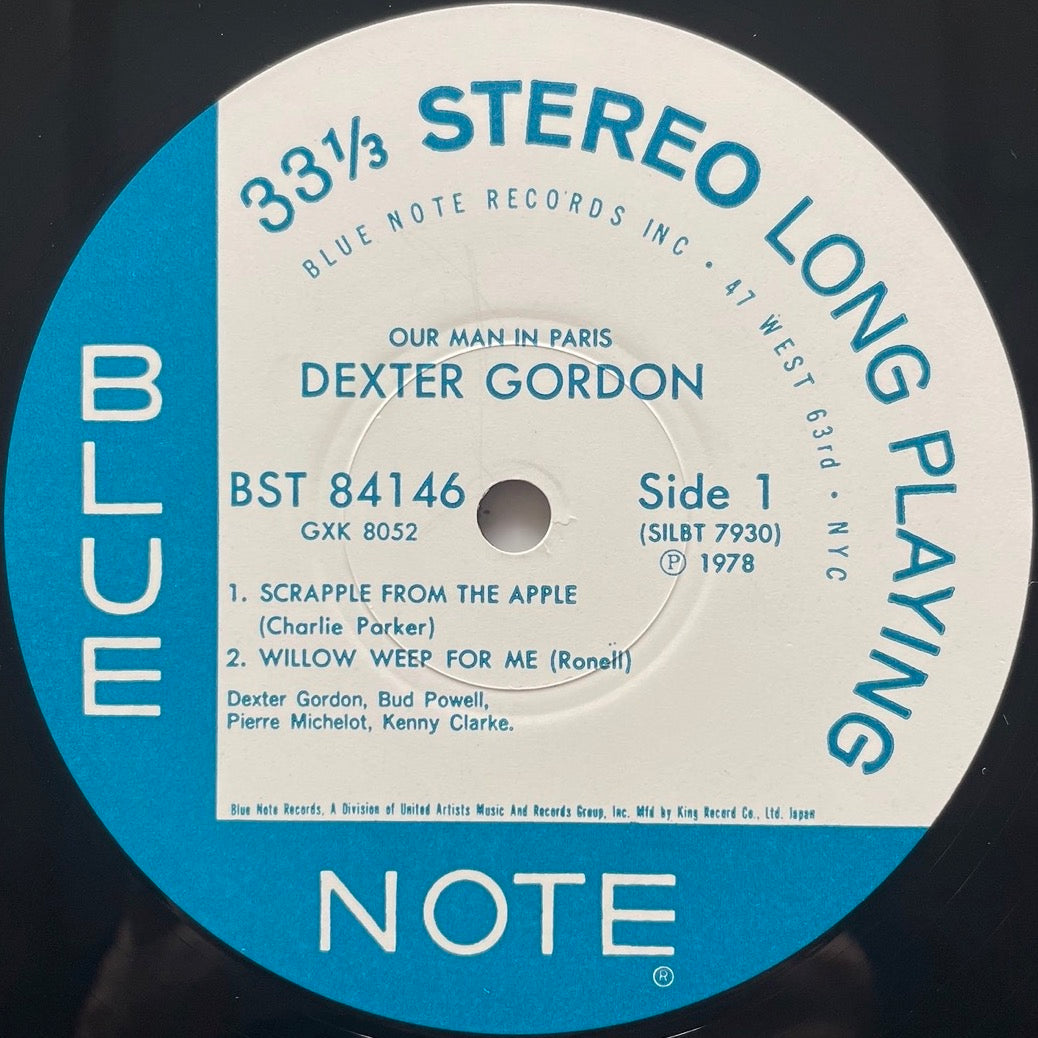 33⅓ STEREO LONG PLAYING
BLUE NOTE RECORDS INC • 47 WEST 63rd • NYC
OUR MAN IN PARIS
DEXTER GORDON
BST 84146
GXK 8052
Side 1
(SILBT 7930)
Ⓟ 1978
1. SCRAPPLE FROM THE APPLE
(Charlie Parker)
2. WILLOW WEEP FOR ME (Ronell)
Dexter Gordon, Bud Powell,
Pierre Michelot, Kenny Clarke.
Blue Note Records, A Division of United Artists Music And Records Group, Inc. Mfd by King Record Co., Ltd. Japan
BLUE
NOTE
®